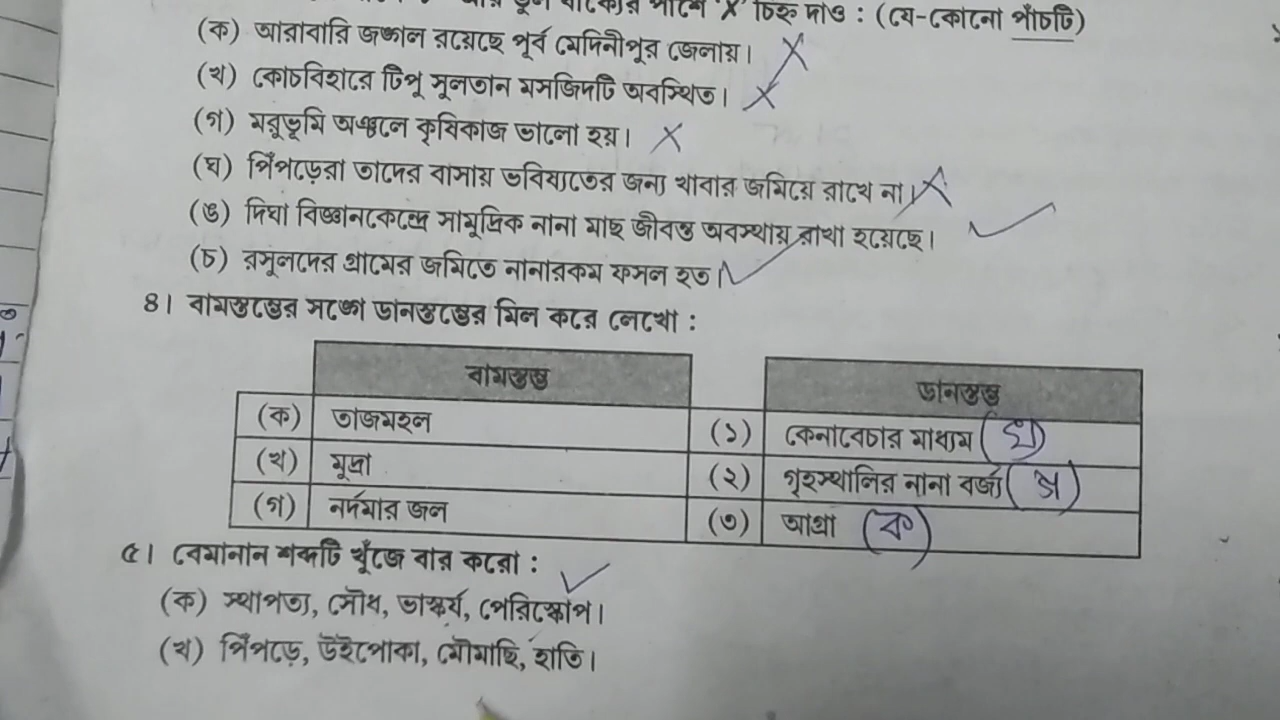 ভুল বাক্যের পাশে 'X' চিহ্ন দাও : (যে-কোনো পাঁচটি)
(ক) আরাবারি জঙ্গল রয়েছে পূর্ব মেদিনীপুর জেলায়। X
(খ) কোচবিহারে টিপু সুলতান মসজিদটি অবস্থিত। X
(গ) মরুভূমি অঞ্চলে কৃষিকাজ ভালো হয়। X
(ঘ) পিঁপড়েরা তাদের বাসায় ভবিষ্যতের জন্য খাবার জমিয়ে রাখে না। X
(ঙ) দিঘা বিজ্ঞানকেন্দ্রে সামুদ্রিক নানা মাছ জীবন্ত অবস্থায় রাখা হয়েছে। ✓
(চ) রসুলদের গ্রামের জমিতে নানারকম ফসল হত। ✓
৪। বামস্তম্ভের সঙ্গে ডানস্তম্ভের মিল করে লেখো :
বামস্তম্ভ ডানস্তম্ভ
(ক) তাজমহল (১) কেনাবেচার মাধ্যম
(খ) মুদ্রা (২) গৃহস্থালির নানা বর্জ্য
(গ) নর্দমার জল (৩) আগ্রা (ক)
৫। বেমানান শব্দটি খুঁজে বার করো :
(ক) স্থাপত্য, সৌধ, ভাস্কর্য, পেরিস্কোপ। ✓
(খ) পিঁপড়ে, উইপোকা, মৌমাছি, হাতি।